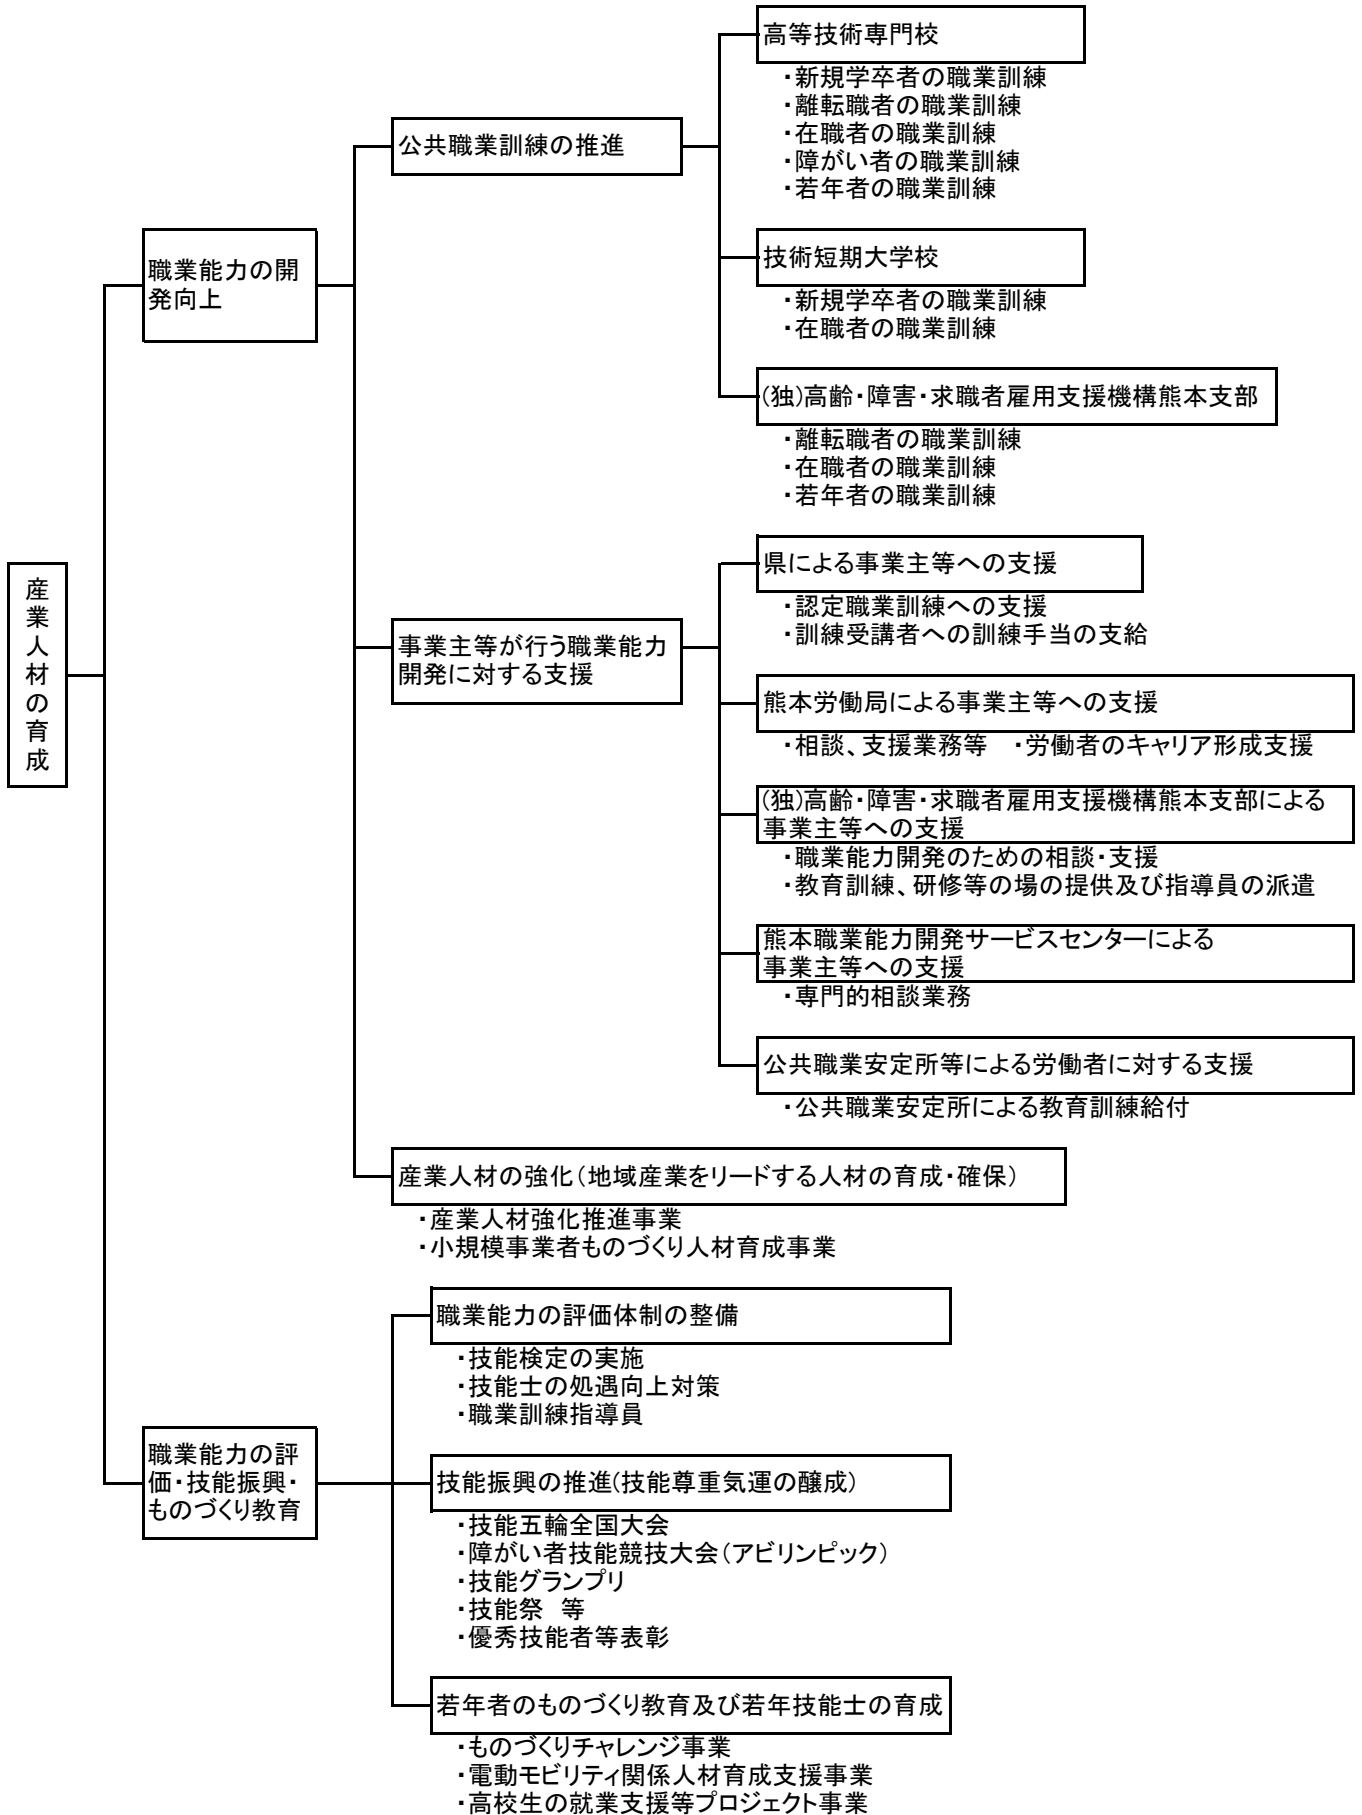 産業人材の育成
職業能力の開
発向上
公共職業訓練の推進
高等技術専門校
・新規学卒者の職業訓練
・離転職者の職業訓練
・在職者の職業訓練
・障がい者の職業訓練
・若年者の職業訓練
技術短期大学校
・新規学卒者の職業訓練
・在職者の職業訓練
(独)高齢・障害・求職者雇用支援機構熊本支部
・離転職者の職業訓練
・在職者の職業訓練
・若年者の職業訓練
事業主等が行う職業能力
開発に対する支援
県による事業主等への支援
・認定職業訓練への支援
・訓練受講者への訓練手当の支給
熊本労働局による事業主等への支援
・相談、支援業務等　・労働者のキャリア形成支援
(独)高齢・障害・求職者雇用支援機構熊本支部による
事業主等への支援
・職業能力開発のための相談・支援
・教育訓練、研修等の場の提供及び指導員の派遣
熊本職業能力開発サービスセンターによる
事業主等への支援
・専門的相談業務
公共職業安定所等による労働者に対する支援
・公共職業安定所による教育訓練給付
産業人材の強化（地域産業をリードする人材の育成・確保）
・産業人材強化推進事業
・小規模事業者ものづくり人材育成事業
職業能力の評
価・技能振興・
ものづくり教育
職業能力の評価体制の整備
・技能検定の実施
・技能士の処遇向上対策
・職業訓練指導員
技能振興の推進(技能尊重気運の醸成）
・技能五輪全国大会
・障がい者技能競技大会（アビリンピック）
・技能グランプリ
・技能祭　等
・優秀技能者等表彰
若年者のものづくり教育及び若年技能士の育成
・ものづくりチャレンジ事業
・電動モビリティ関係人材育成支援事業
・高校生の就業支援等プロジェクト事業